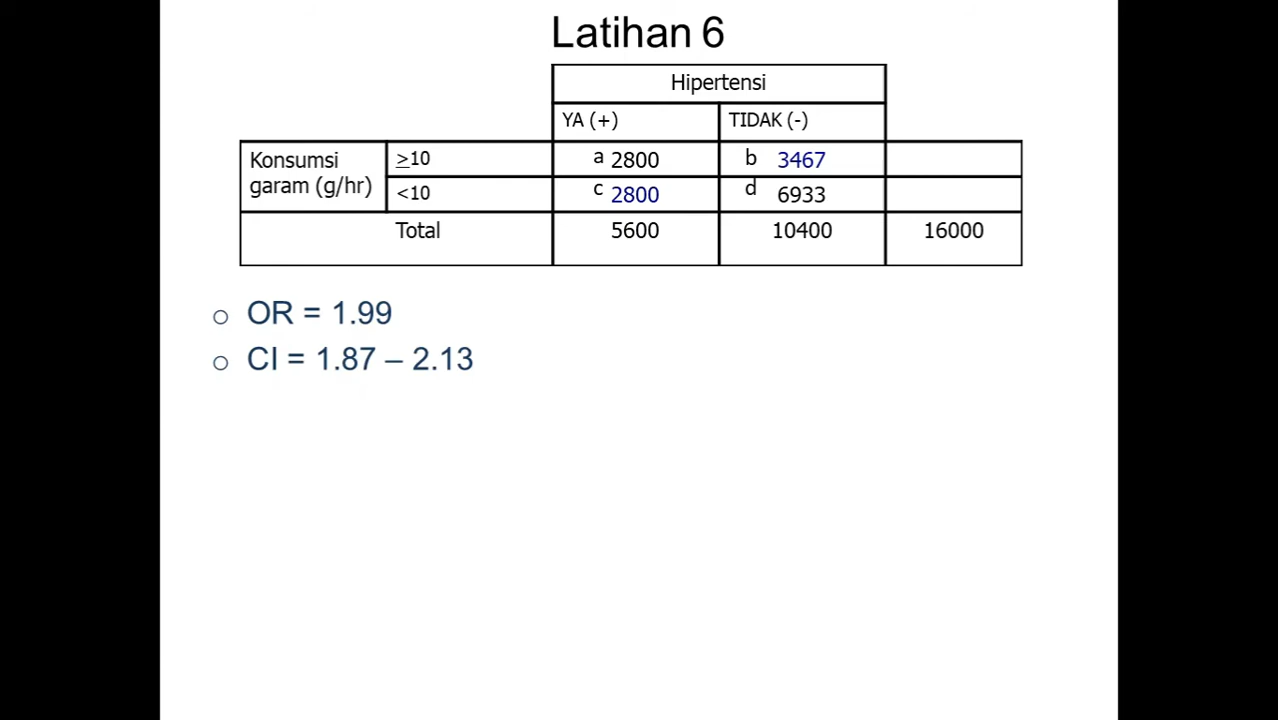 Latihan 6
Hipertensi
YA (+) TIDAK (-)
Konsumsi garam (g/hr) ≥10 a 2800 b 3467
<10 c 2800 d 6933
Total 5600 10400 16000
o OR = 1.99
o CI = 1.87 – 2.13